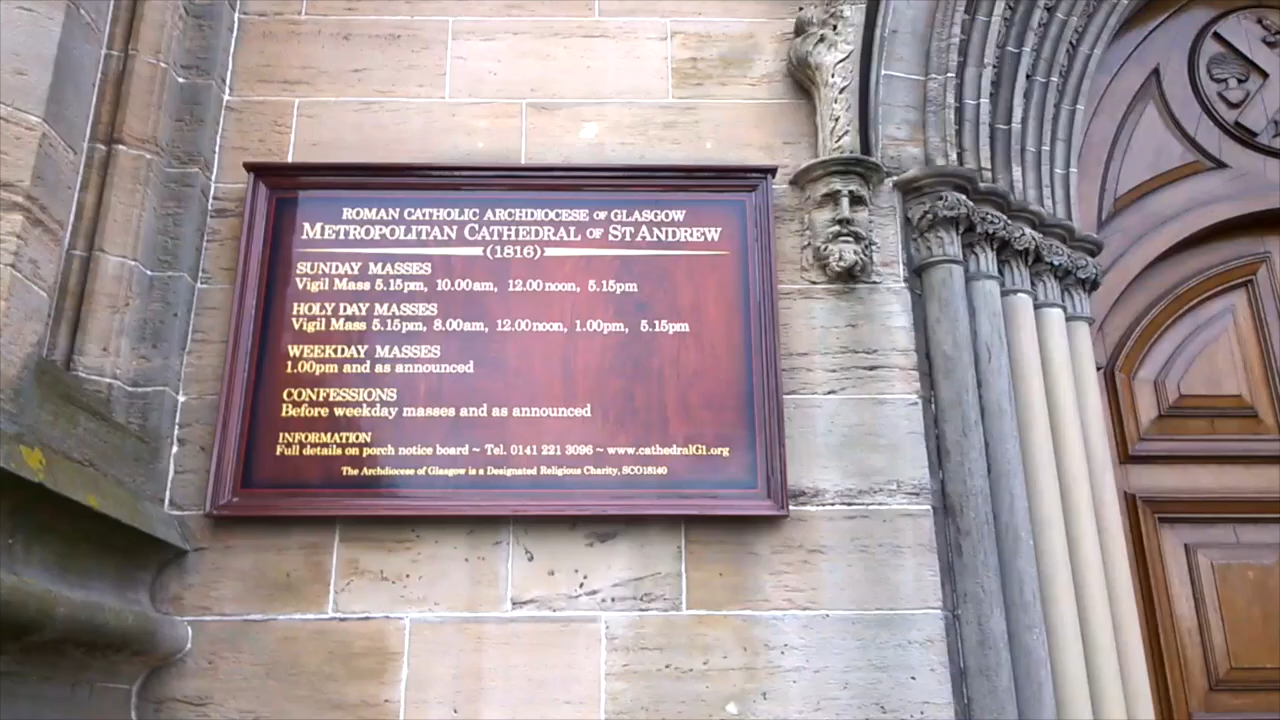 ROMAN CATHOLIC ARCHDIOCESE OF GLASGOW
METROPOLITAN CATHEDRAL OF ST ANDREW
(1816)
SUNDAY MASSES
Vigil Mass 5.15pm, 10.00am, 12.00noon, 5.15pm
HOLY DAY MASSES
Vigil Mass 5.15pm, 8.00am, 12.00noon, 1.00pm, 5.15pm
WEEKDAY MASSES
1.00pm and as announced
CONFESSIONS
Before weekday masses and as announced
INFORMATION
Full details on porch notice board ~ Tel. 0141 221 3096 ~ www.cathedralG1.org
The Archdiocese of Glasgow is a Designated Religious Charity, SCO18140